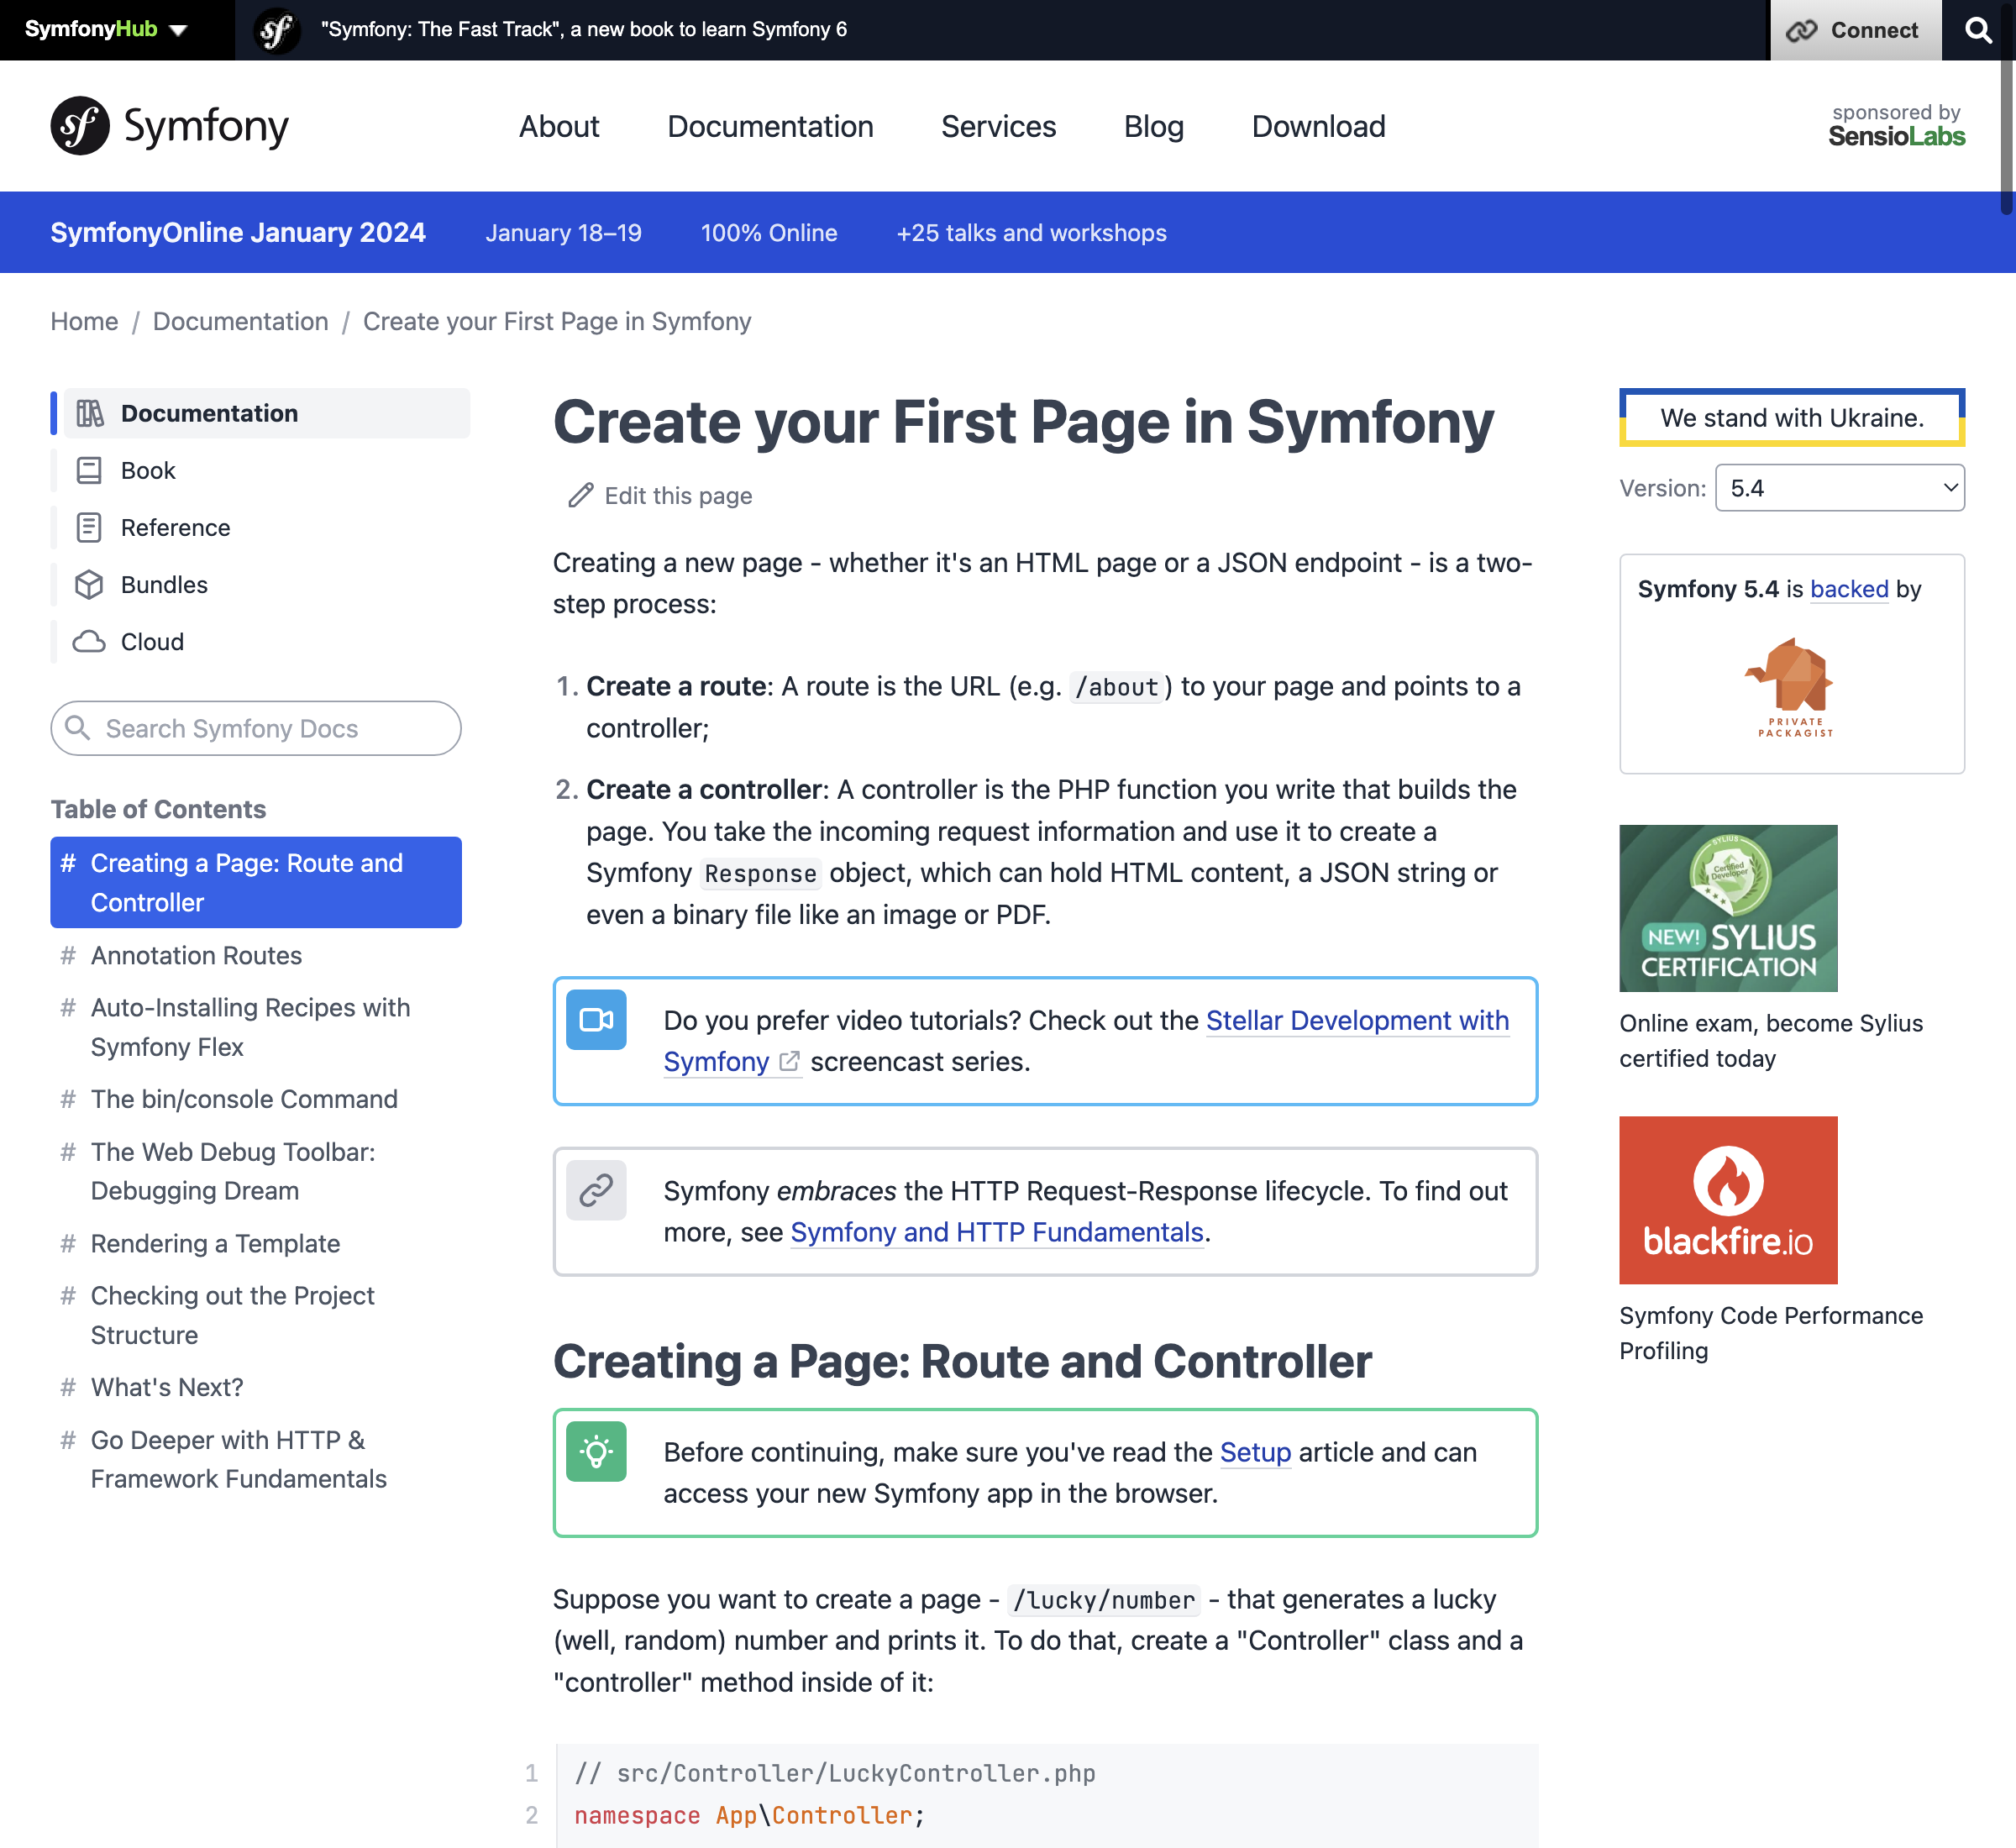 SymfonyHub
"Symfony: The Fast Track", a new book to learn Symfony 6
Connect
sf Symfony
About
Documentation
Services
Blog
Download
sponsored by
SensioLabs
SymfonyOnline January 2024
January 18–19
100% Online
+25 talks and workshops
Home / Documentation / Create your First Page in Symfony
Documentation
Book
Reference
Bundles
Cloud
Search Symfony Docs
Table of Contents
# Creating a Page: Route and
Controller
# Annotation Routes
# Auto-Installing Recipes with
Symfony Flex
# The bin/console Command
# The Web Debug Toolbar:
Debugging Dream
# Rendering a Template
# Checking out the Project
Structure
# What's Next?
# Go Deeper with HTTP &
Framework Fundamentals
Create your First Page in Symfony
Edit this page
Creating a new page - whether it's an HTML page or a JSON endpoint - is a two-
step process:
1. Create a route: A route is the URL (e.g. /about) to your page and points to a
controller;
2. Create a controller: A controller is the PHP function you write that builds the
page. You take the incoming request information and use it to create a
Symfony Response object, which can hold HTML content, a JSON string or
even a binary file like an image or PDF.
Do you prefer video tutorials? Check out the Stellar Development with
Symfony screencast series.
Symfony embraces the HTTP Request-Response lifecycle. To find out
more, see Symfony and HTTP Fundamentals.
Creating a Page: Route and Controller
Before continuing, make sure you've read the Setup article and can
access your new Symfony app in the browser.
Suppose you want to create a page - /lucky/number - that generates a lucky
(well, random) number and prints it. To do that, create a "Controller" class and a
"controller" method inside of it:
1 // src/Controller/LuckyController.php
2 namespace App\Controller;
We stand with Ukraine.
Version: 5.4
Symfony 5.4 is backed by
PRIVATE
PACKAGIST
SYLIUS
Certified
Developer
NEW! SYLIUS
CERTIFICATION
Online exam, become Sylius
certified today
blackfire.io
Symfony Code Performance
Profiling